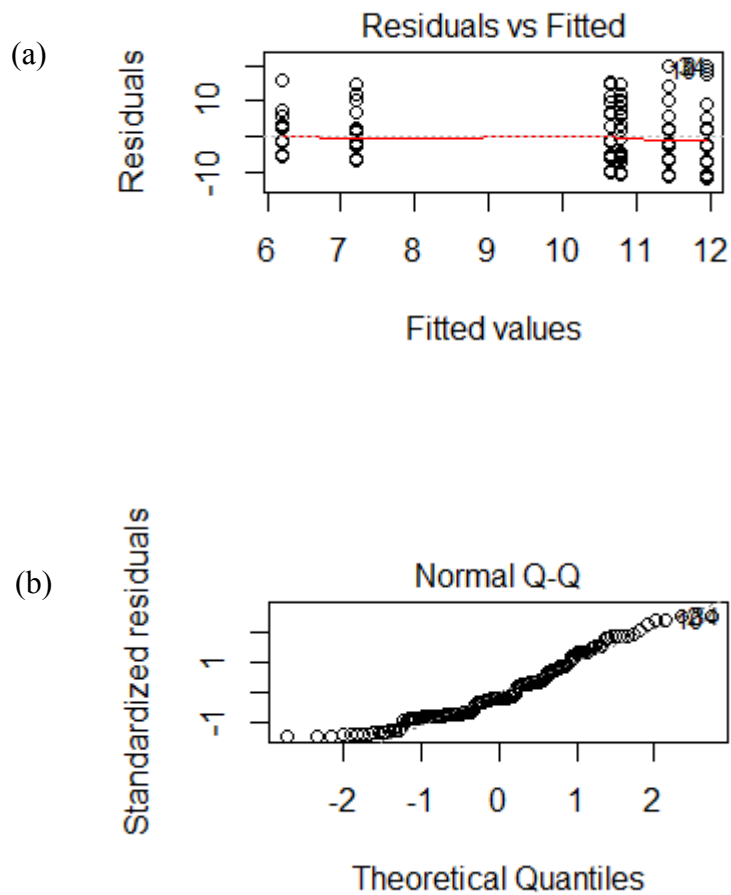 (a)
Residuals vs Fitted
Residuals
10
-10
6 7 8 9 10 11 12
Fitted values
(b)
Normal Q-Q
Standardized residuals
1
-1
-2 -1 0 1 2
Theoretical Quantiles